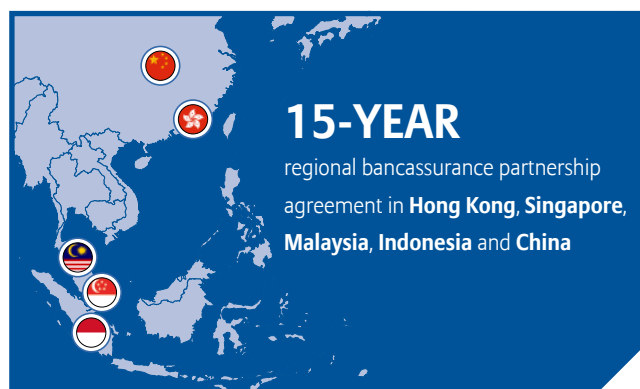 15-YEAR
regional bancassurance partnership
agreement in Hong Kong, Singapore,
Malaysia, Indonesia and China